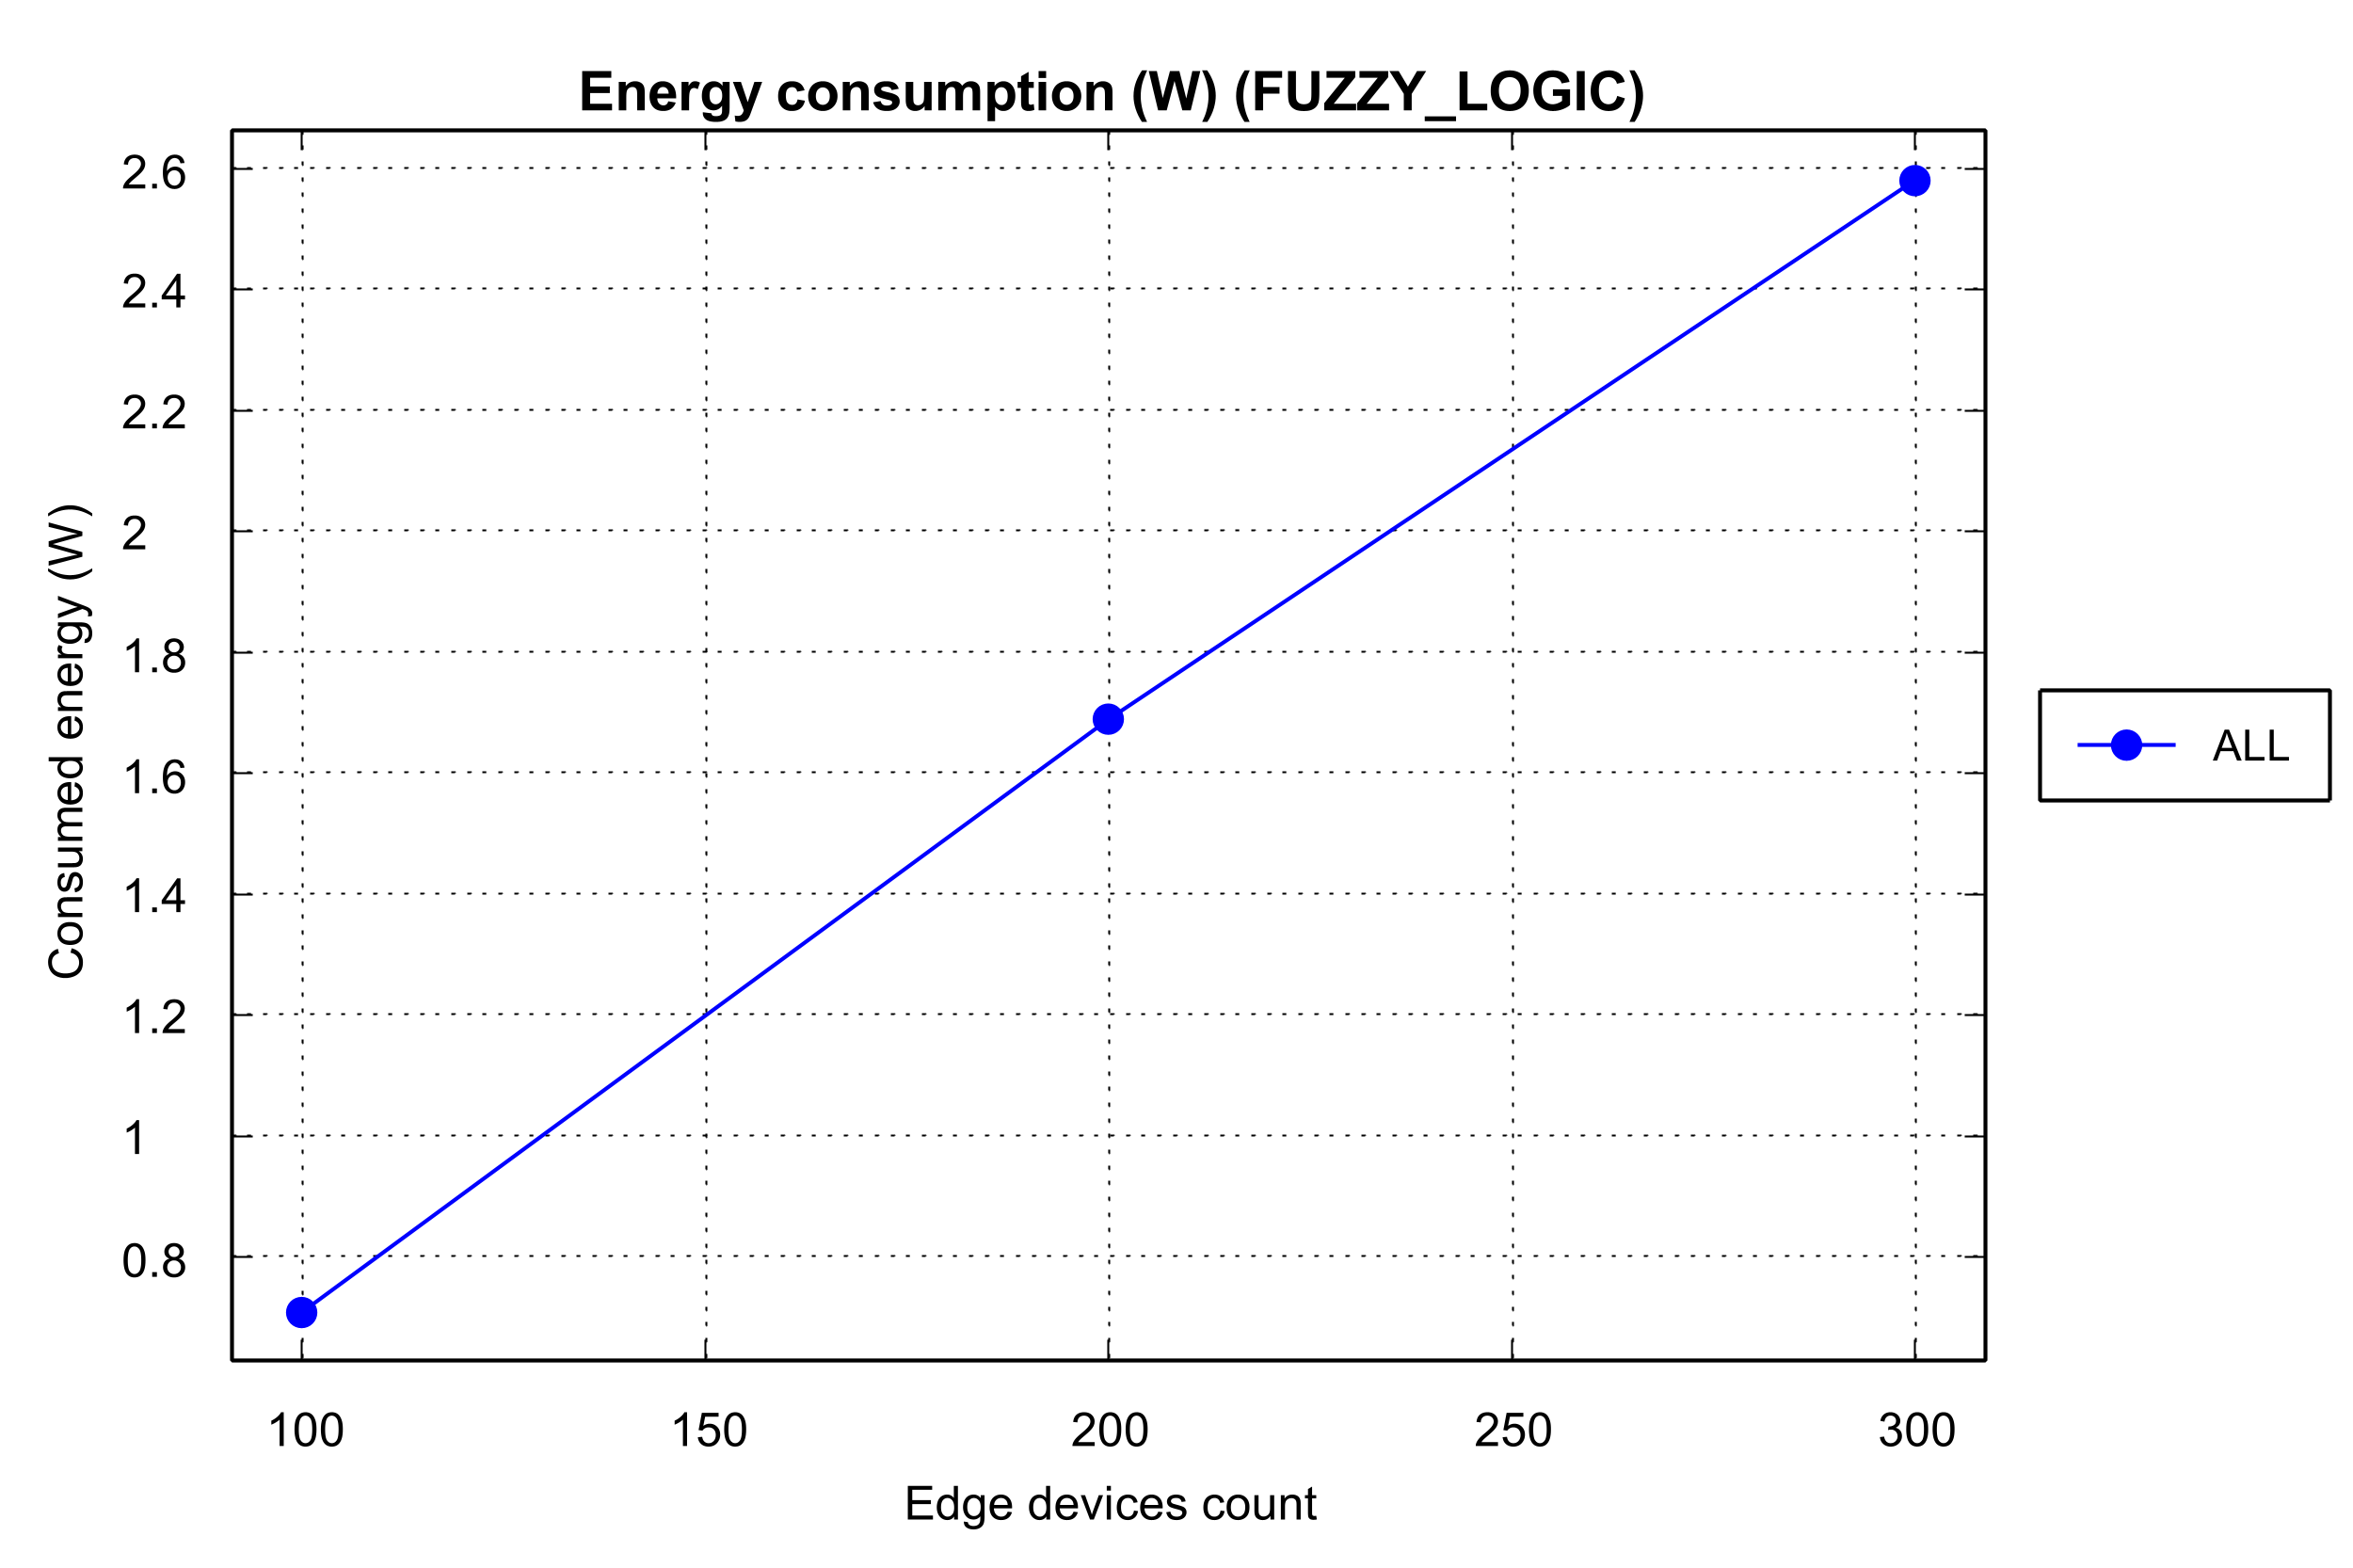 Energy consumption (W) (FUZZY_LOGIC)
2.6
2.4
2.2
2
1.8
1.6
1.4
1.2
1
0.8
Consumed energy (W)
ALL
100 150 200 250 300
Edge devices count